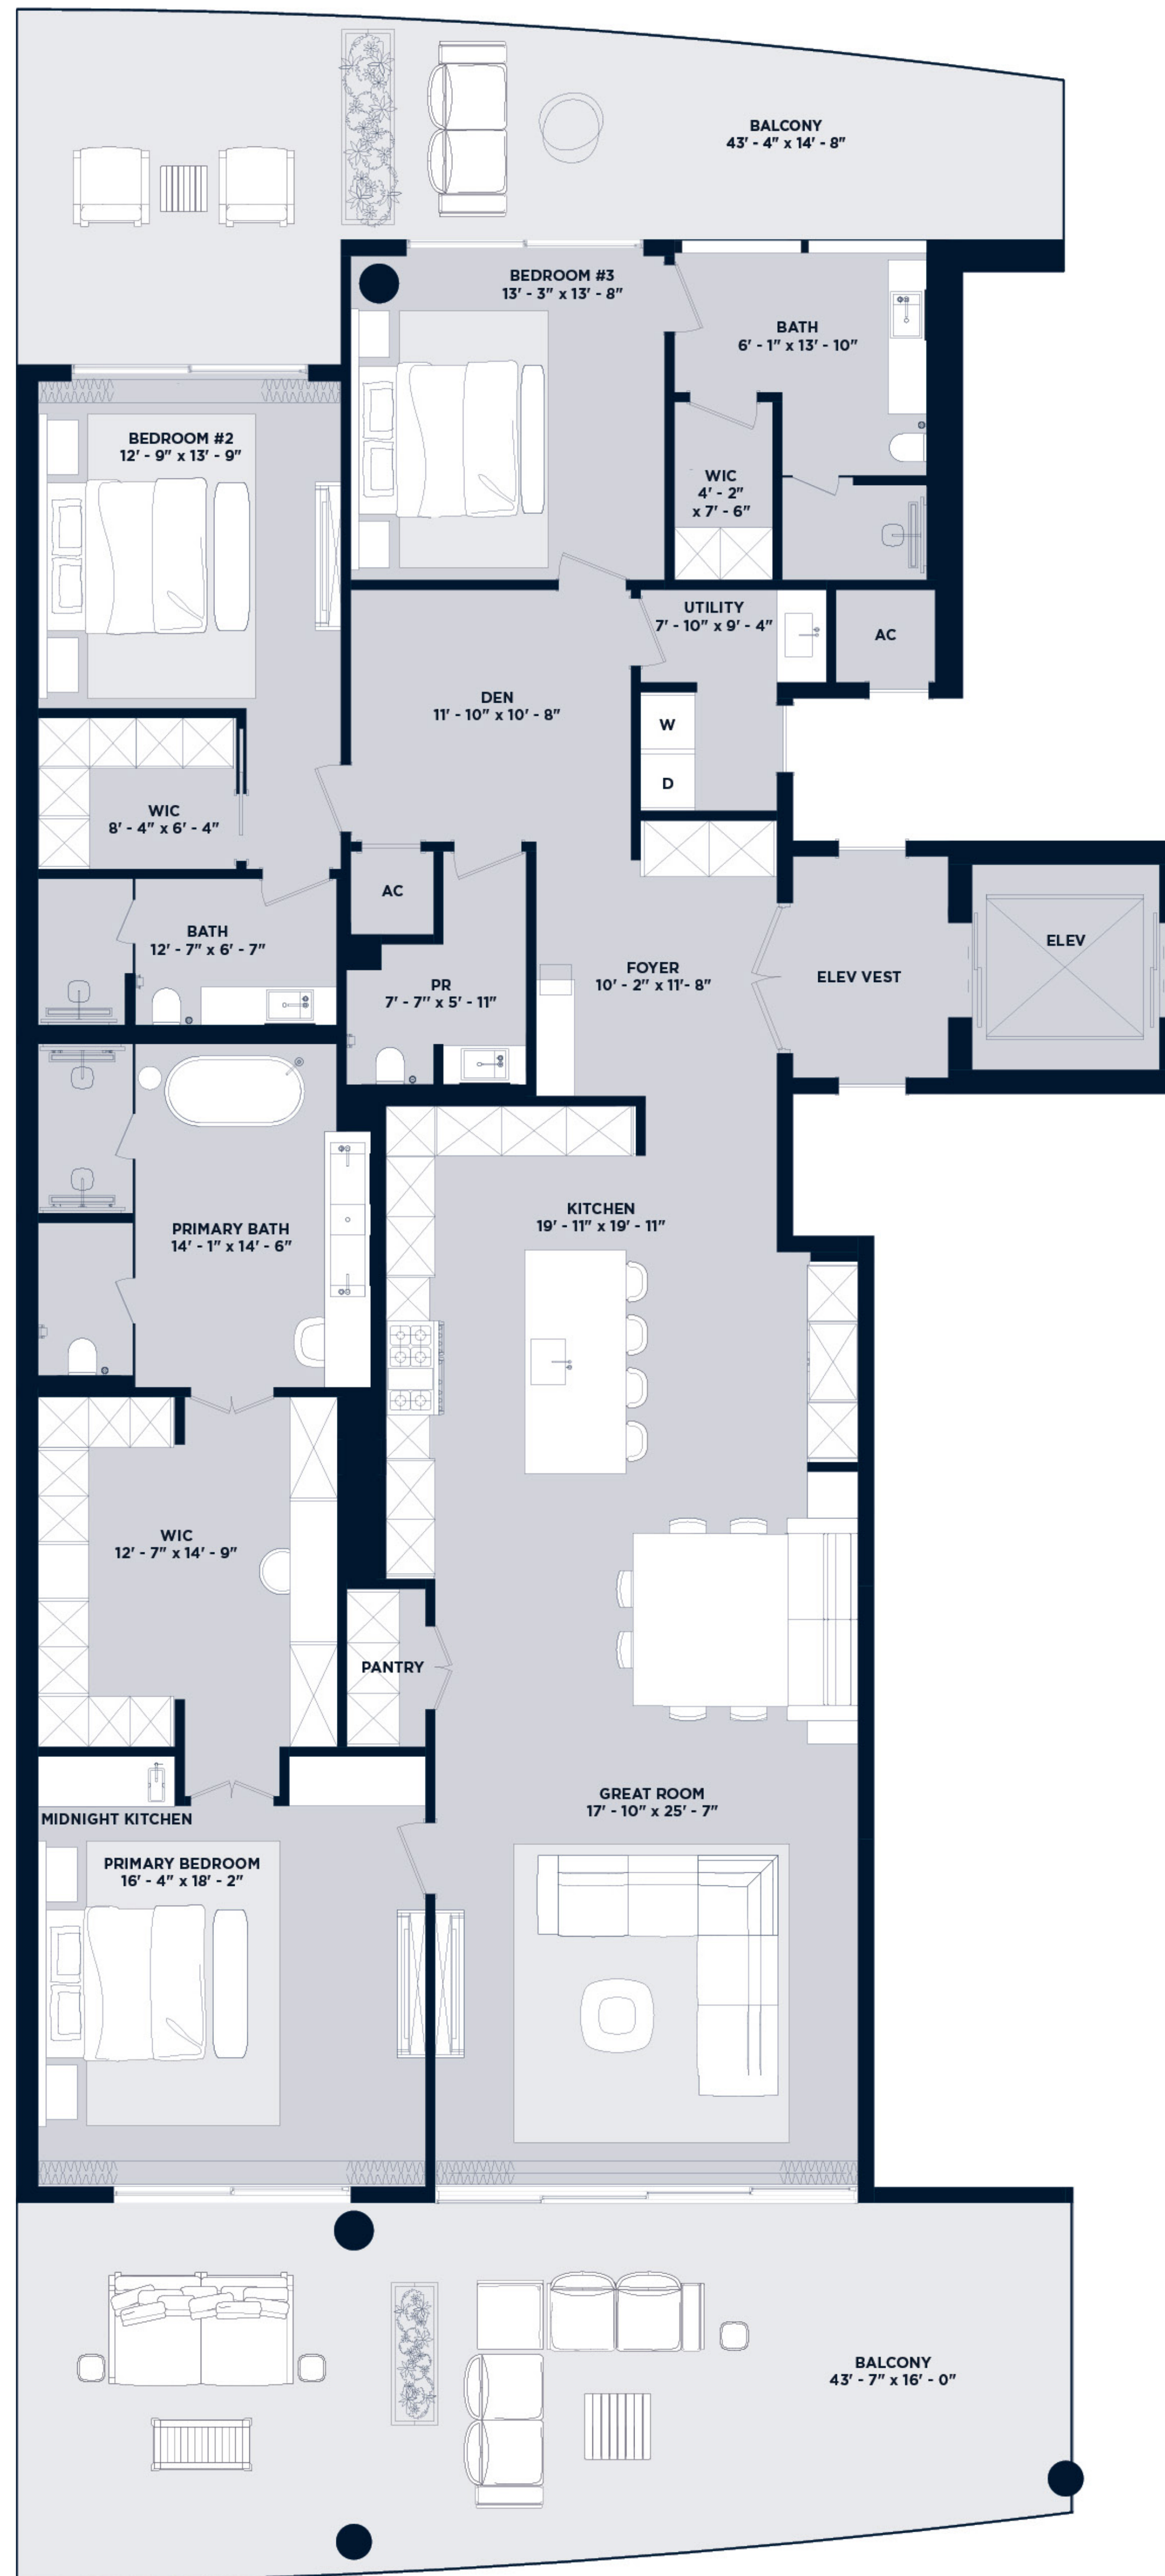 BALCONY
43' - 4" x 14' - 8"
BEDROOM #3
13' - 3" x 13' - 8"
BATH
6' - 1" x 13' - 10"
BEDROOM #2
12' - 9" x 13' - 9"
WIC
4' - 2"
x 7' - 6"
UTILITY
7' - 10" x 9' - 4"
AC
DEN
11' - 10" x 10' - 8"
W
D
WIC
8' - 4" x 6' - 4"
AC
BATH
12' - 7" x 6' - 7"
PR
7' - 7" x 5' - 11"
FOYER
10' - 2" x 11'- 8"
ELEV VEST
ELEV
PRIMARY BATH
14' - 1" x 14' - 6"
KITCHEN
19' - 11" x 19' - 11"
WIC
12' - 7" x 14' - 9"
PANTRY
GREAT ROOM
17' - 10" x 25' - 7"
MIDNIGHT KITCHEN
PRIMARY BEDROOM
16' - 4" x 18' - 2"
BALCONY
43' - 7" x 16' - 0"